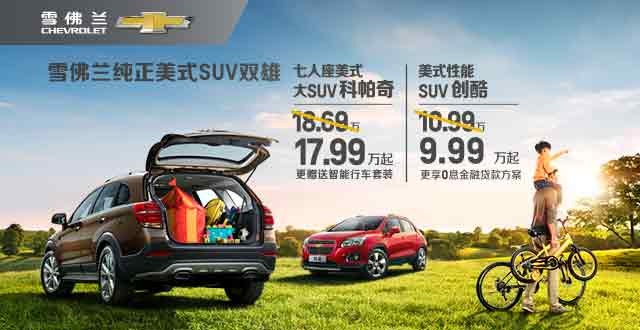 雪佛兰
CHEVROLET
雪佛兰纯正美式SUV双雄
七人座美式
大SUV 科帕奇
18.69万
17.99 万起
更赠送智能行车套装
美式性能
SUV 创酷
10.99万
9.99 万起
更享0息金融贷款方案